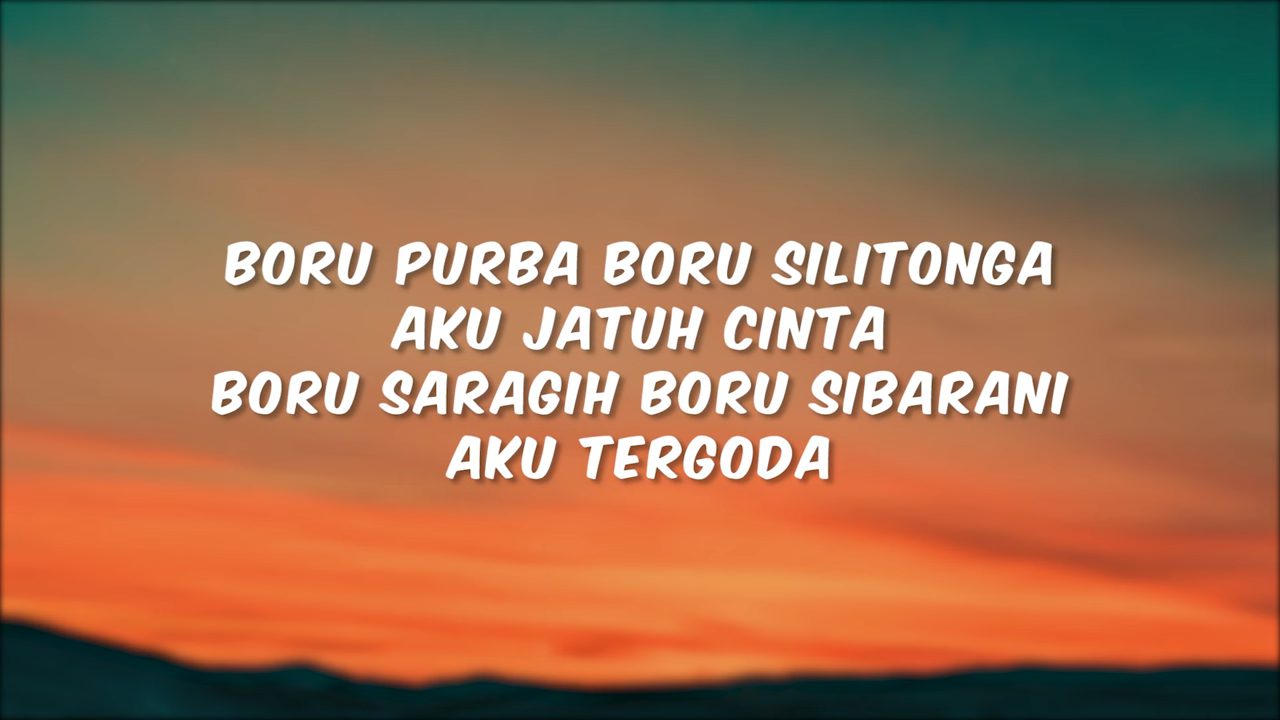 BORU PURBA BORU SILITONGA
AKU JATUH CINTA
BORU SARAGIH BORU SIBARANI
AKU TERGODA